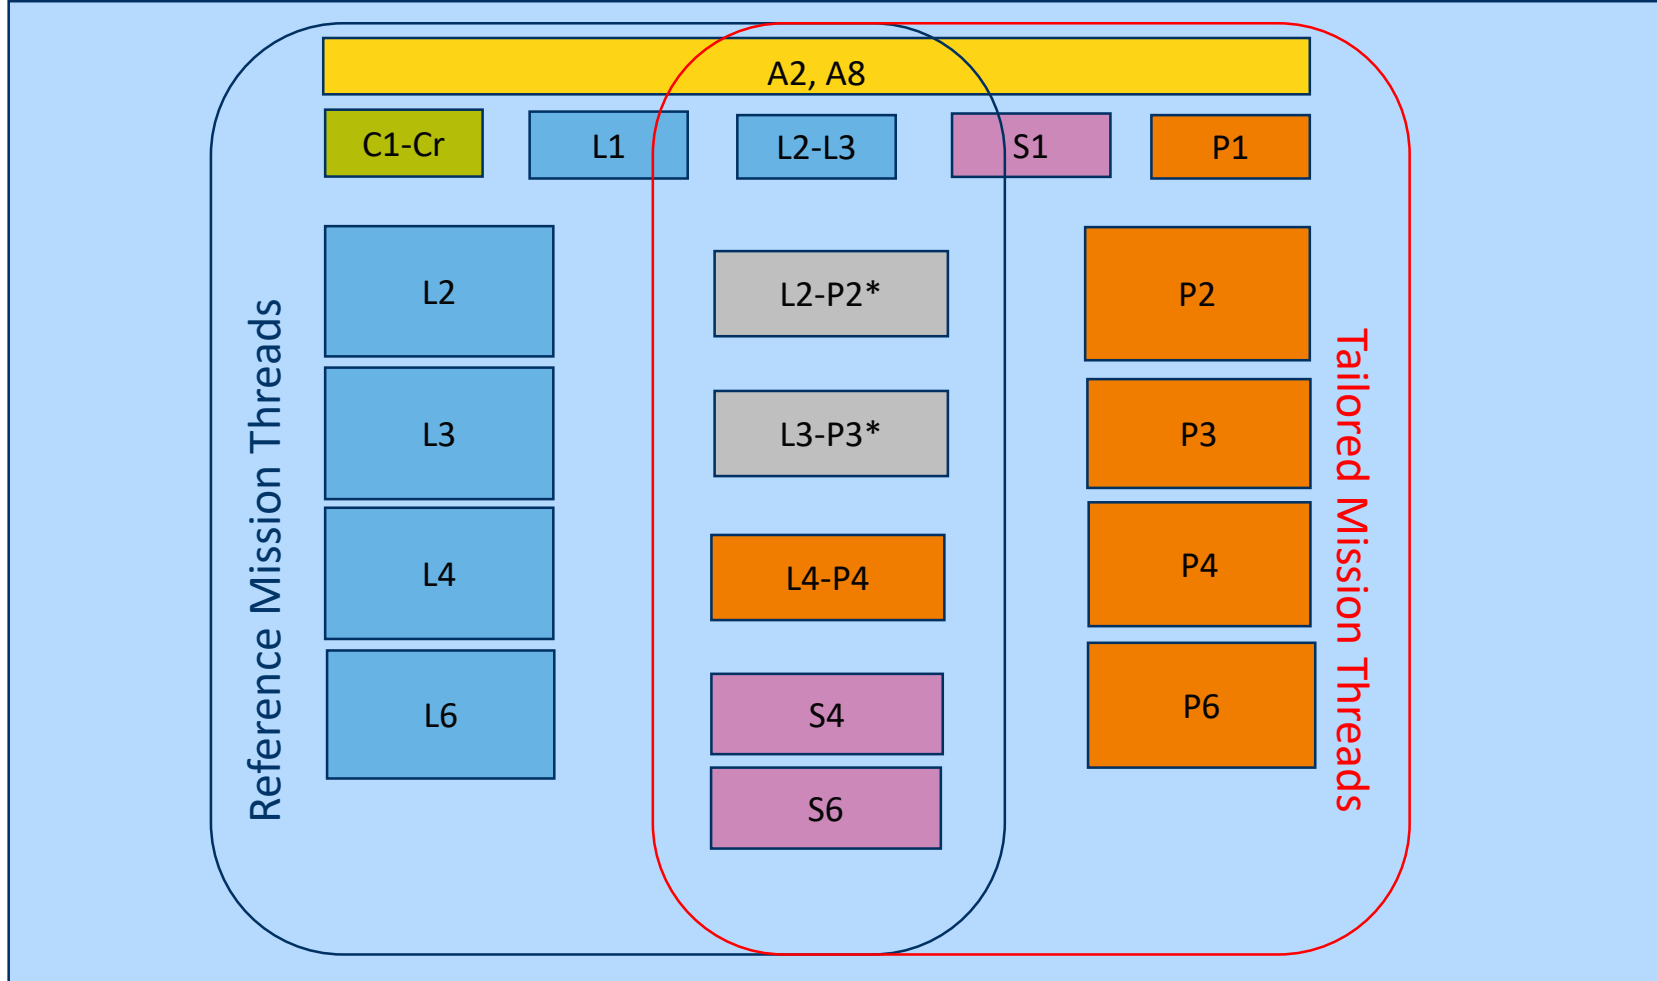 A2, A8
C1-Cr
L1
L2-L3
S1
P1
Reference Mission Threads
L2
L2-P2*
P2
L3
L3-P3*
P3
L4
L4-P4
P4
L6
S4
P6
S6
Tailored Mission Threads